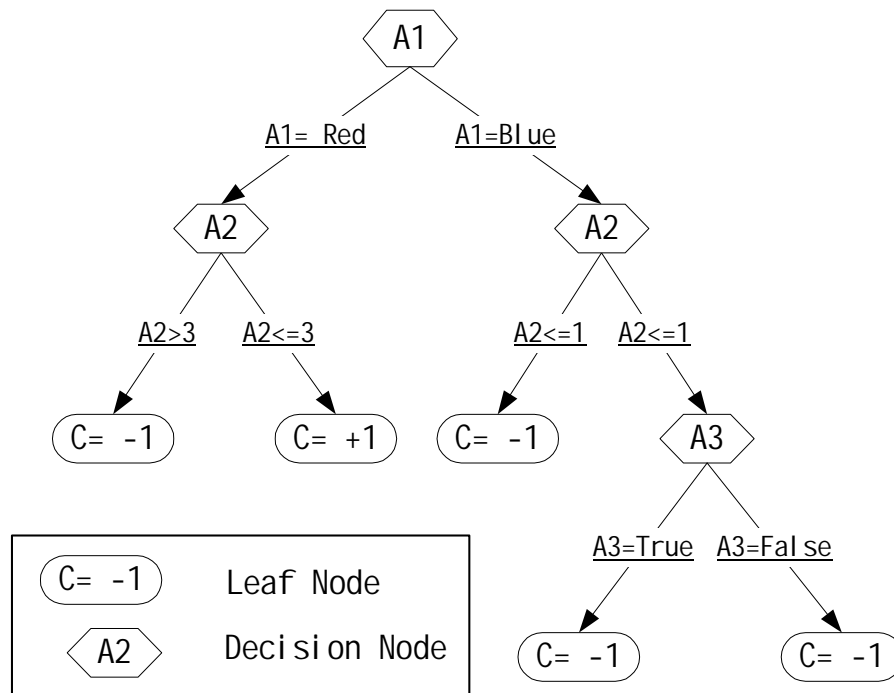 A1
A1= Red
A1=Blue
A2
A2
A2>3
A2<=3
A2<=1
A2<=1
C= -1
C= +1
C= -1
A3
A3=True
A3=False
C= -1
C= -1
C= -1
Leaf Node
A2
Decision Node